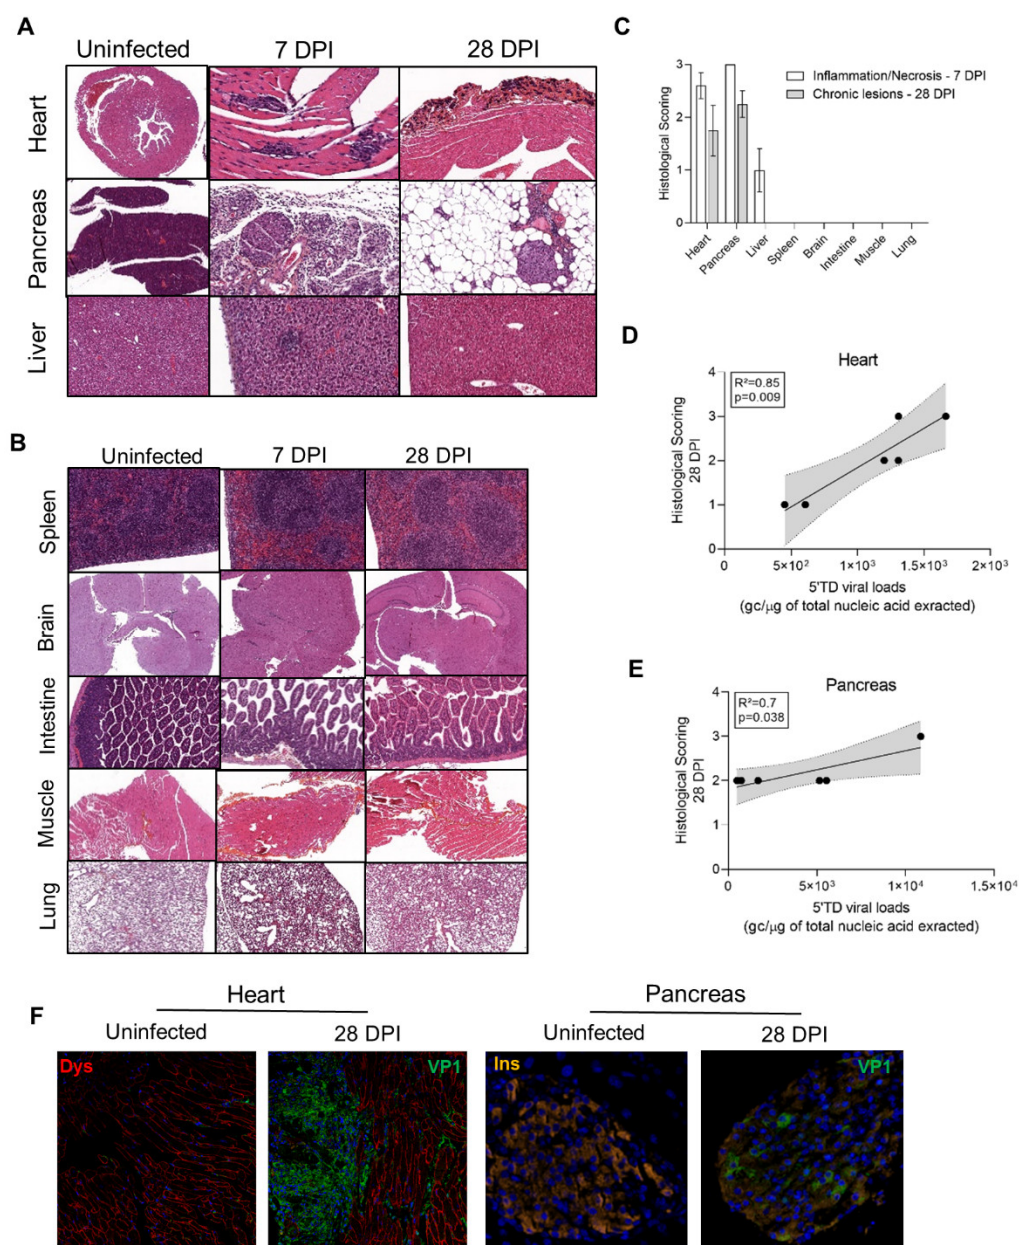 A
Uninfected
7 DPI
28 DPI
Heart
Pancreas
Liver
B
Uninfected
7 DPI
28 DPI
Spleen
Brain
Intestine
Muscle
Lung
C
Histological Scoring
3
2
1
0
Inflammation/Necrosis - 7 DPI
Chronic lesions - 28 DPI
Heart
Pancreas
Liver
Spleen
Brain
Intestine
Muscle
Lung
D
Heart
R²=0.85
p=0.009
Histological Scoring
28 DPI
4
3
2
1
0
0
5×10²
1×10³
2×10³
2×10³
5'TD viral loads
(gc/µg of total nucleic acid exracted)
E
Pancreas
R²=0.7
p=0.038
Histological Scoring
28 DPI
4
3
2
1
0
0
5×10³
1×10⁴
1.5×10⁴
5'TD viral loads
(gc/µg of total nucleic acid extracted)
F
Heart
Pancreas
Uninfected
28 DPI
Uninfected
28 DPI
Dys
VP1
Ins
VP1